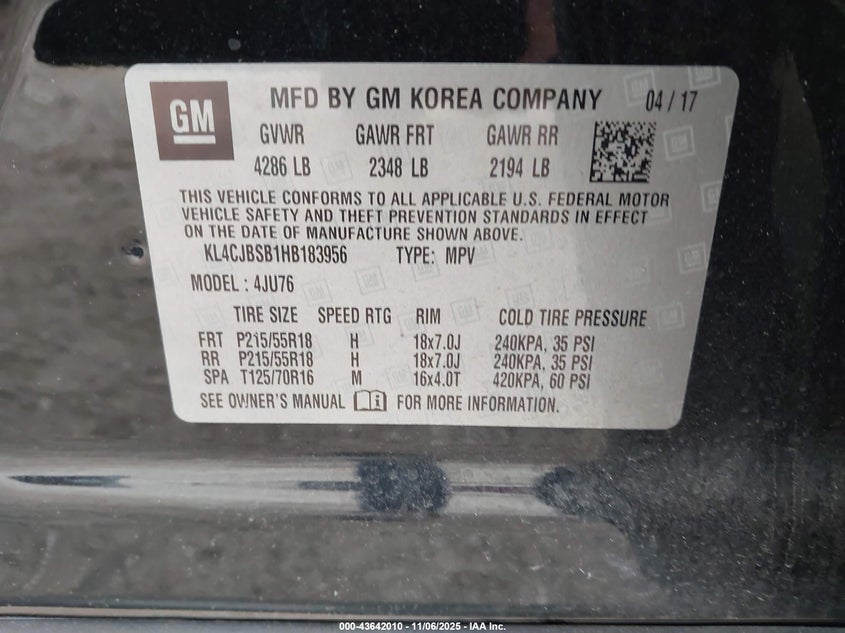 GM
MFD BY GM KOREA COMPANY 04 / 17
GVWR GAWR FRT GAWR RR
4286 LB 2348 LB 2194 LB
THIS VEHICLE CONFORMS TO ALL APPLICABLE U.S. FEDERAL MOTOR
VEHICLE SAFETY AND THEFT PREVENTION STANDARDS IN EFFECT
ON THE DATE OF MANUFACTURE SHOWN ABOVE.
KL4CJBSB1HB183956 TYPE: MPV
MODEL : 4JU76
TIRE SIZE SPEED RTG RIM COLD TIRE PRESSURE
FRT P215/55R18 H 18x7.0J 240KPA, 35 PSI
RR P215/55R18 H 18x7.0J 240KPA, 35 PSI
SPA T125/70R16 M 16x4.0T 420KPA, 60 PSI
SEE OWNER'S MANUAL FOR MORE INFORMATION.
000-43642010 - 11/06/2025 - IAA Inc.